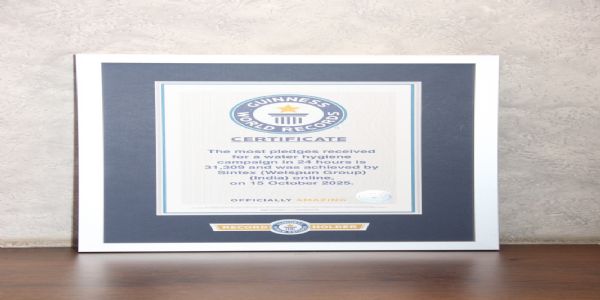 GUINNESS
WORLD RECORDS
CERTIFICATE
The most pledges received
for a water hygiene
campaign in 24 hours is
31,309 and was achieved by
Sintex (Welspun Group)
(India) online,
on 15 October 2025.
OFFICIALLY AMAZING
RECORD HOLDER